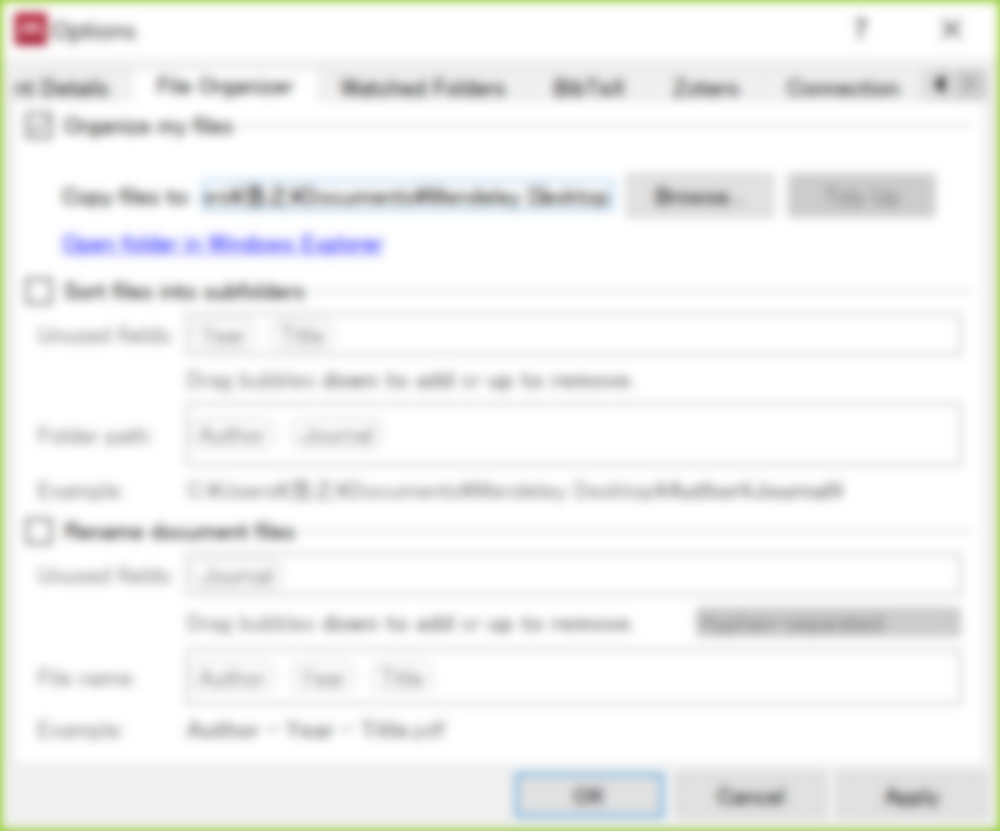 Options
nt Details File Organizer Watched Folders BibTeX Zotero Connection
Organize my files
Copy files to: Documents¥Mendeley Desktop Browse... Tidy Up
Open folder in Windows Explorer
Sort files into subfolders
Unused fields: Year Title
Drag bubbles down to add or up to remove.
Folder path: Author Journal
Example: C:¥Users¥ Documents¥Mendeley Desktop¥Author¥Journal¥
Rename document files
Unused fields: Journal
Drag bubbles down to add or up to remove. Hyphen-separated
File name: Author Year Title
Example: Author - Year - Title.pdf
OK Cancel Apply